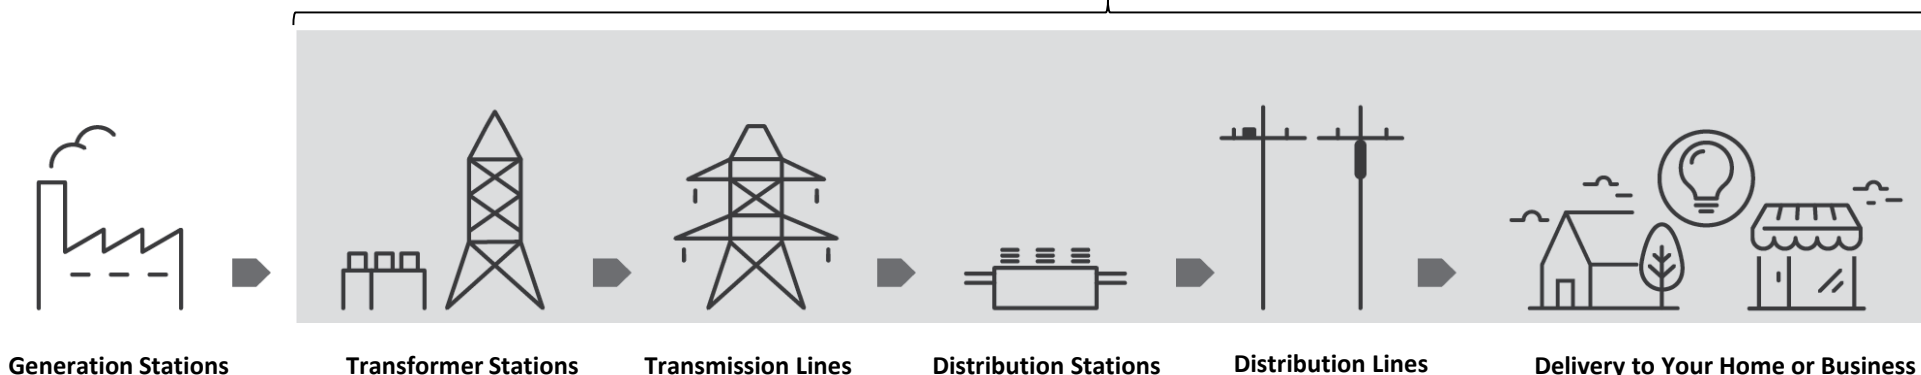 Generation Stations
Transformer Stations
Transmission Lines
Distribution Stations
Distribution Lines
Delivery to Your Home or Business